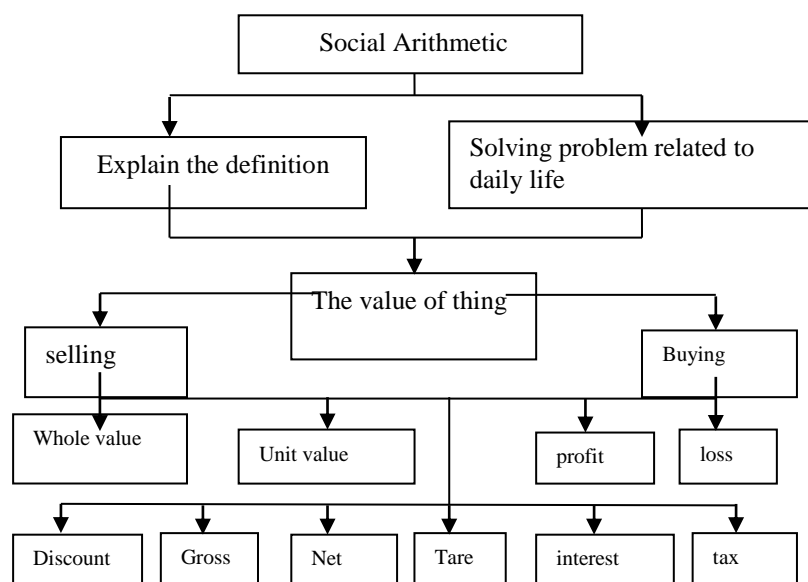 Social Arithmetic
Explain the definition
Solving problem related to
daily life
The value of thing
selling
Buying
Whole value
Unit value
profit
loss
Discount
Gross
Net
Tare
interest
tax